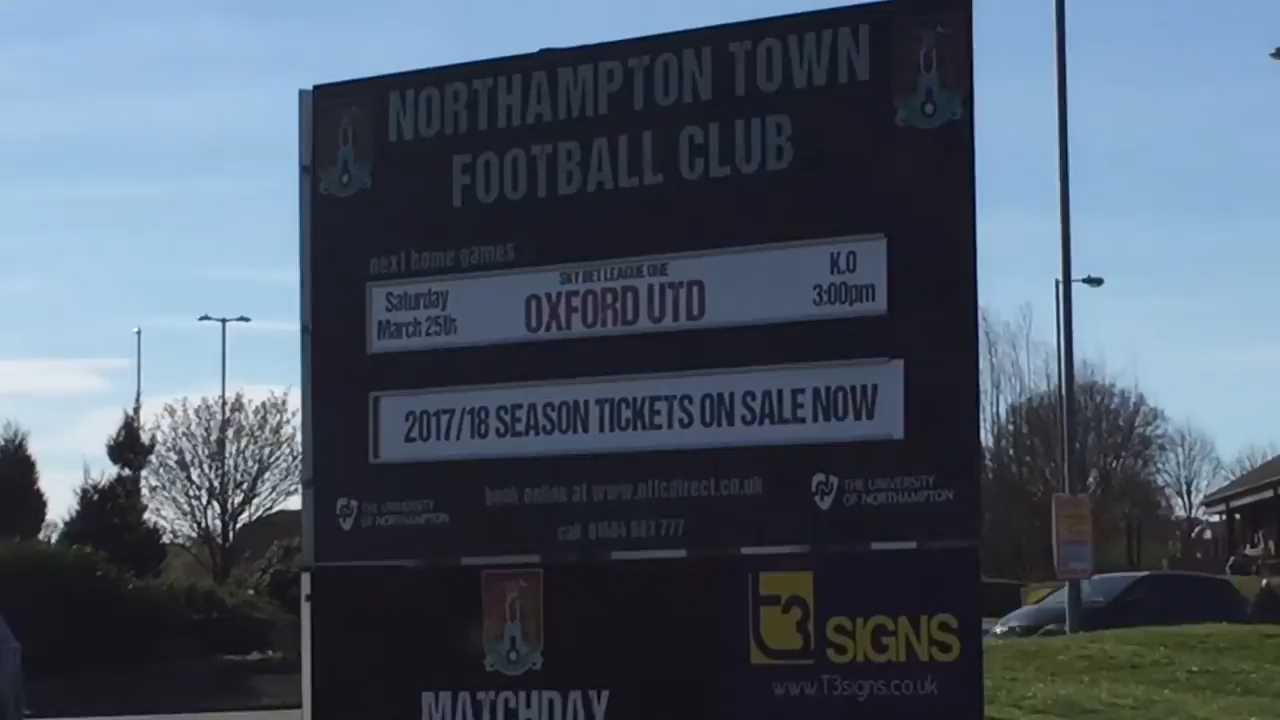 NORTHAMPTON TOWN
FOOTBALL CLUB
next home games
SKY BET LEAGUE ONE
Saturday
March 25th
OXFORD UTD
K.O
3:00pm
2017/18 SEASON TICKETS ON SALE NOW
book online at www.ntfcdirect.co.uk
THE UNIVERSITY
OF NORTHAMPTON
THE UNIVERSITY
OF NORTHAMPTON
call 01604 683 777
t3 SIGNS
www.T3signs.co.uk
MATCHDAY